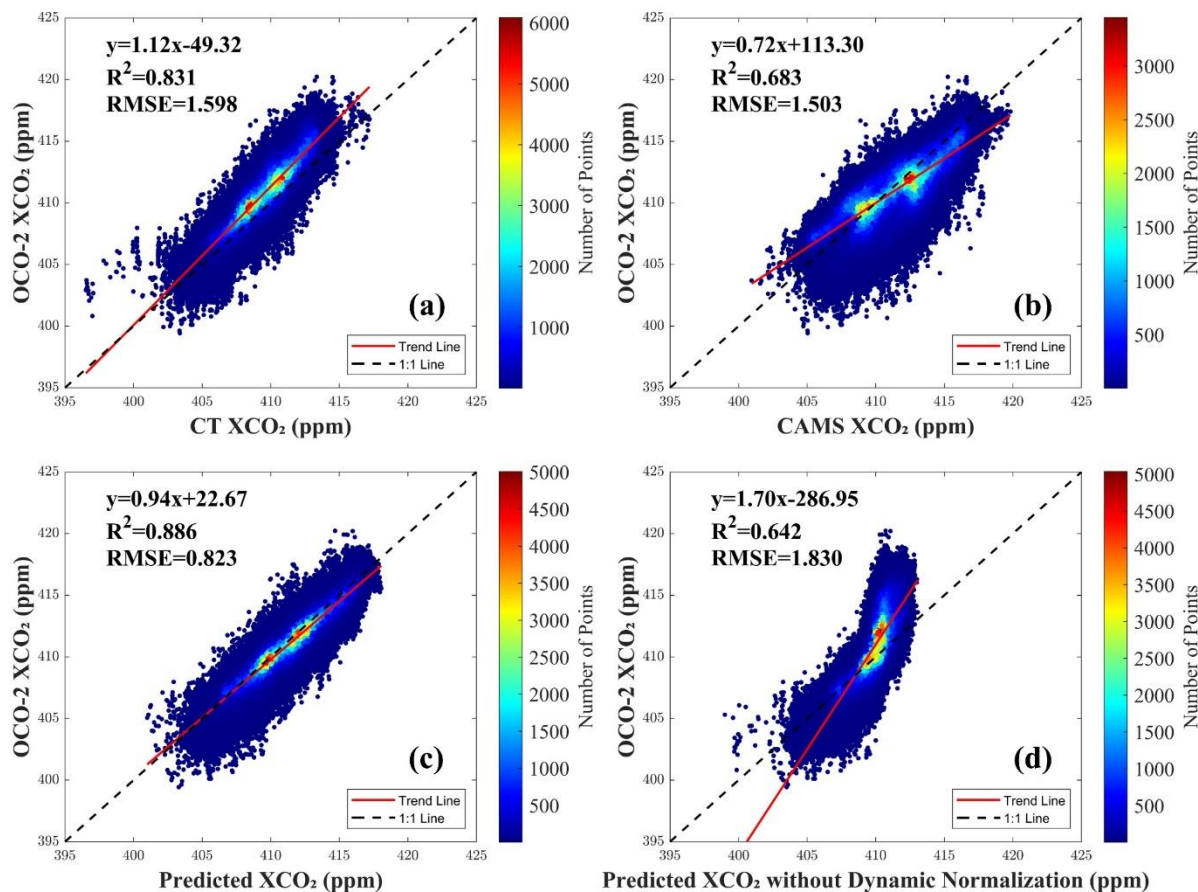 y=1.12x-49.32
R²=0.831
RMSE=1.598
425
420
415
410
405
400
395
OCO-2 XCO₂ (ppm)
395 400 405 410 415 420 425
CT XCO₂ (ppm)
(a)
Trend Line
1:1 Line
6000
5000
4000
3000
2000
1000
Number of Points
y=0.72x+113.30
R²=0.683
RMSE=1.503
425
420
415
410
405
400
395
OCO-2 XCO₂ (ppm)
395 400 405 410 415 420 425
CAMS XCO₂ (ppm)
(b)
Trend Line
1:1 Line
3000
2500
2000
1500
1000
500
Number of Points
y=0.94x+22.67
R²=0.886
RMSE=0.823
425
420
415
410
405
400
395
OCO-2 XCO₂ (ppm)
395 400 405 410 415 420 425
Predicted XCO₂ (ppm)
(c)
Trend Line
1:1 Line
5000
4500
4000
3500
3000
2500
2000
1500
1000
500
Number of Points
y=1.70x-286.95
R²=0.642
RMSE=1.830
425
420
415
410
405
400
395
OCO-2 XCO₂ (ppm)
395 400 405 410 415 420 425
Predicted XCO₂ without Dynamic Normalization (ppm)
(d)
Trend Line
1:1 Line
5000
4500
4000
3500
3000
2500
2000
1500
1000
500
Number of Points